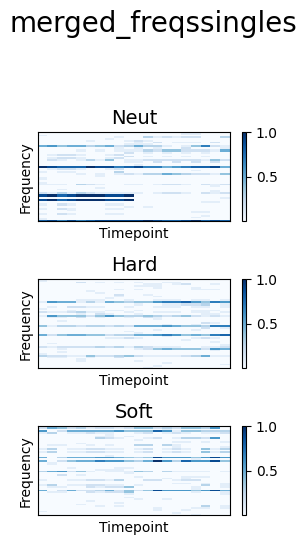 merged_freqssingles
Neut
Frequency
1.0
0.5
Timepoint
Hard
Frequency
1.0
0.5
Timepoint
Soft
Frequency
1.0
0.5
Timepoint